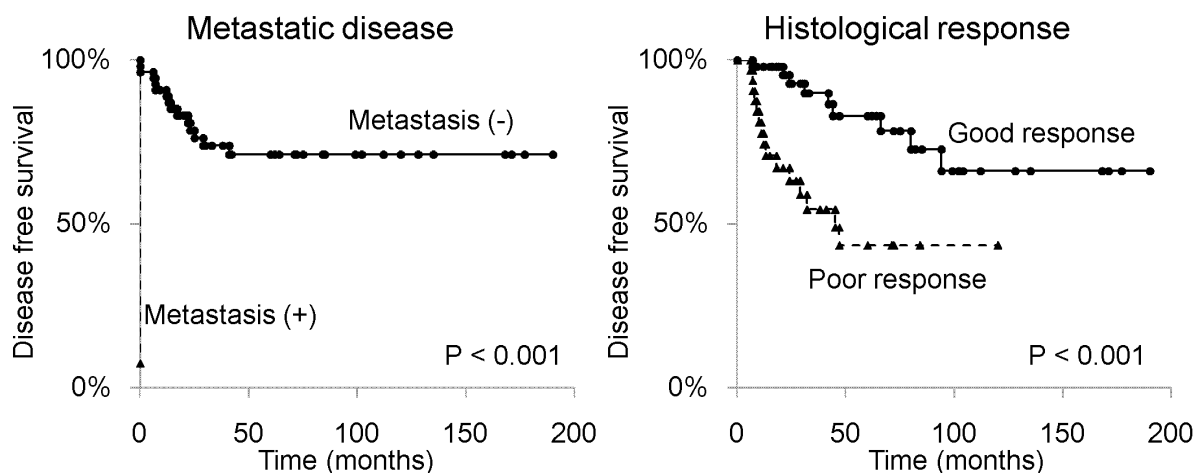 Metastatic disease
100%
50%
0%
Disease free survival
Metastasis (-)
Metastasis (+)
P < 0.001
0 50 100 150 200
Time (months)
Histological response
100%
50%
0%
Disease free survival
Good response
Poor response
P < 0.001
0 50 100 150 200
Time (months)